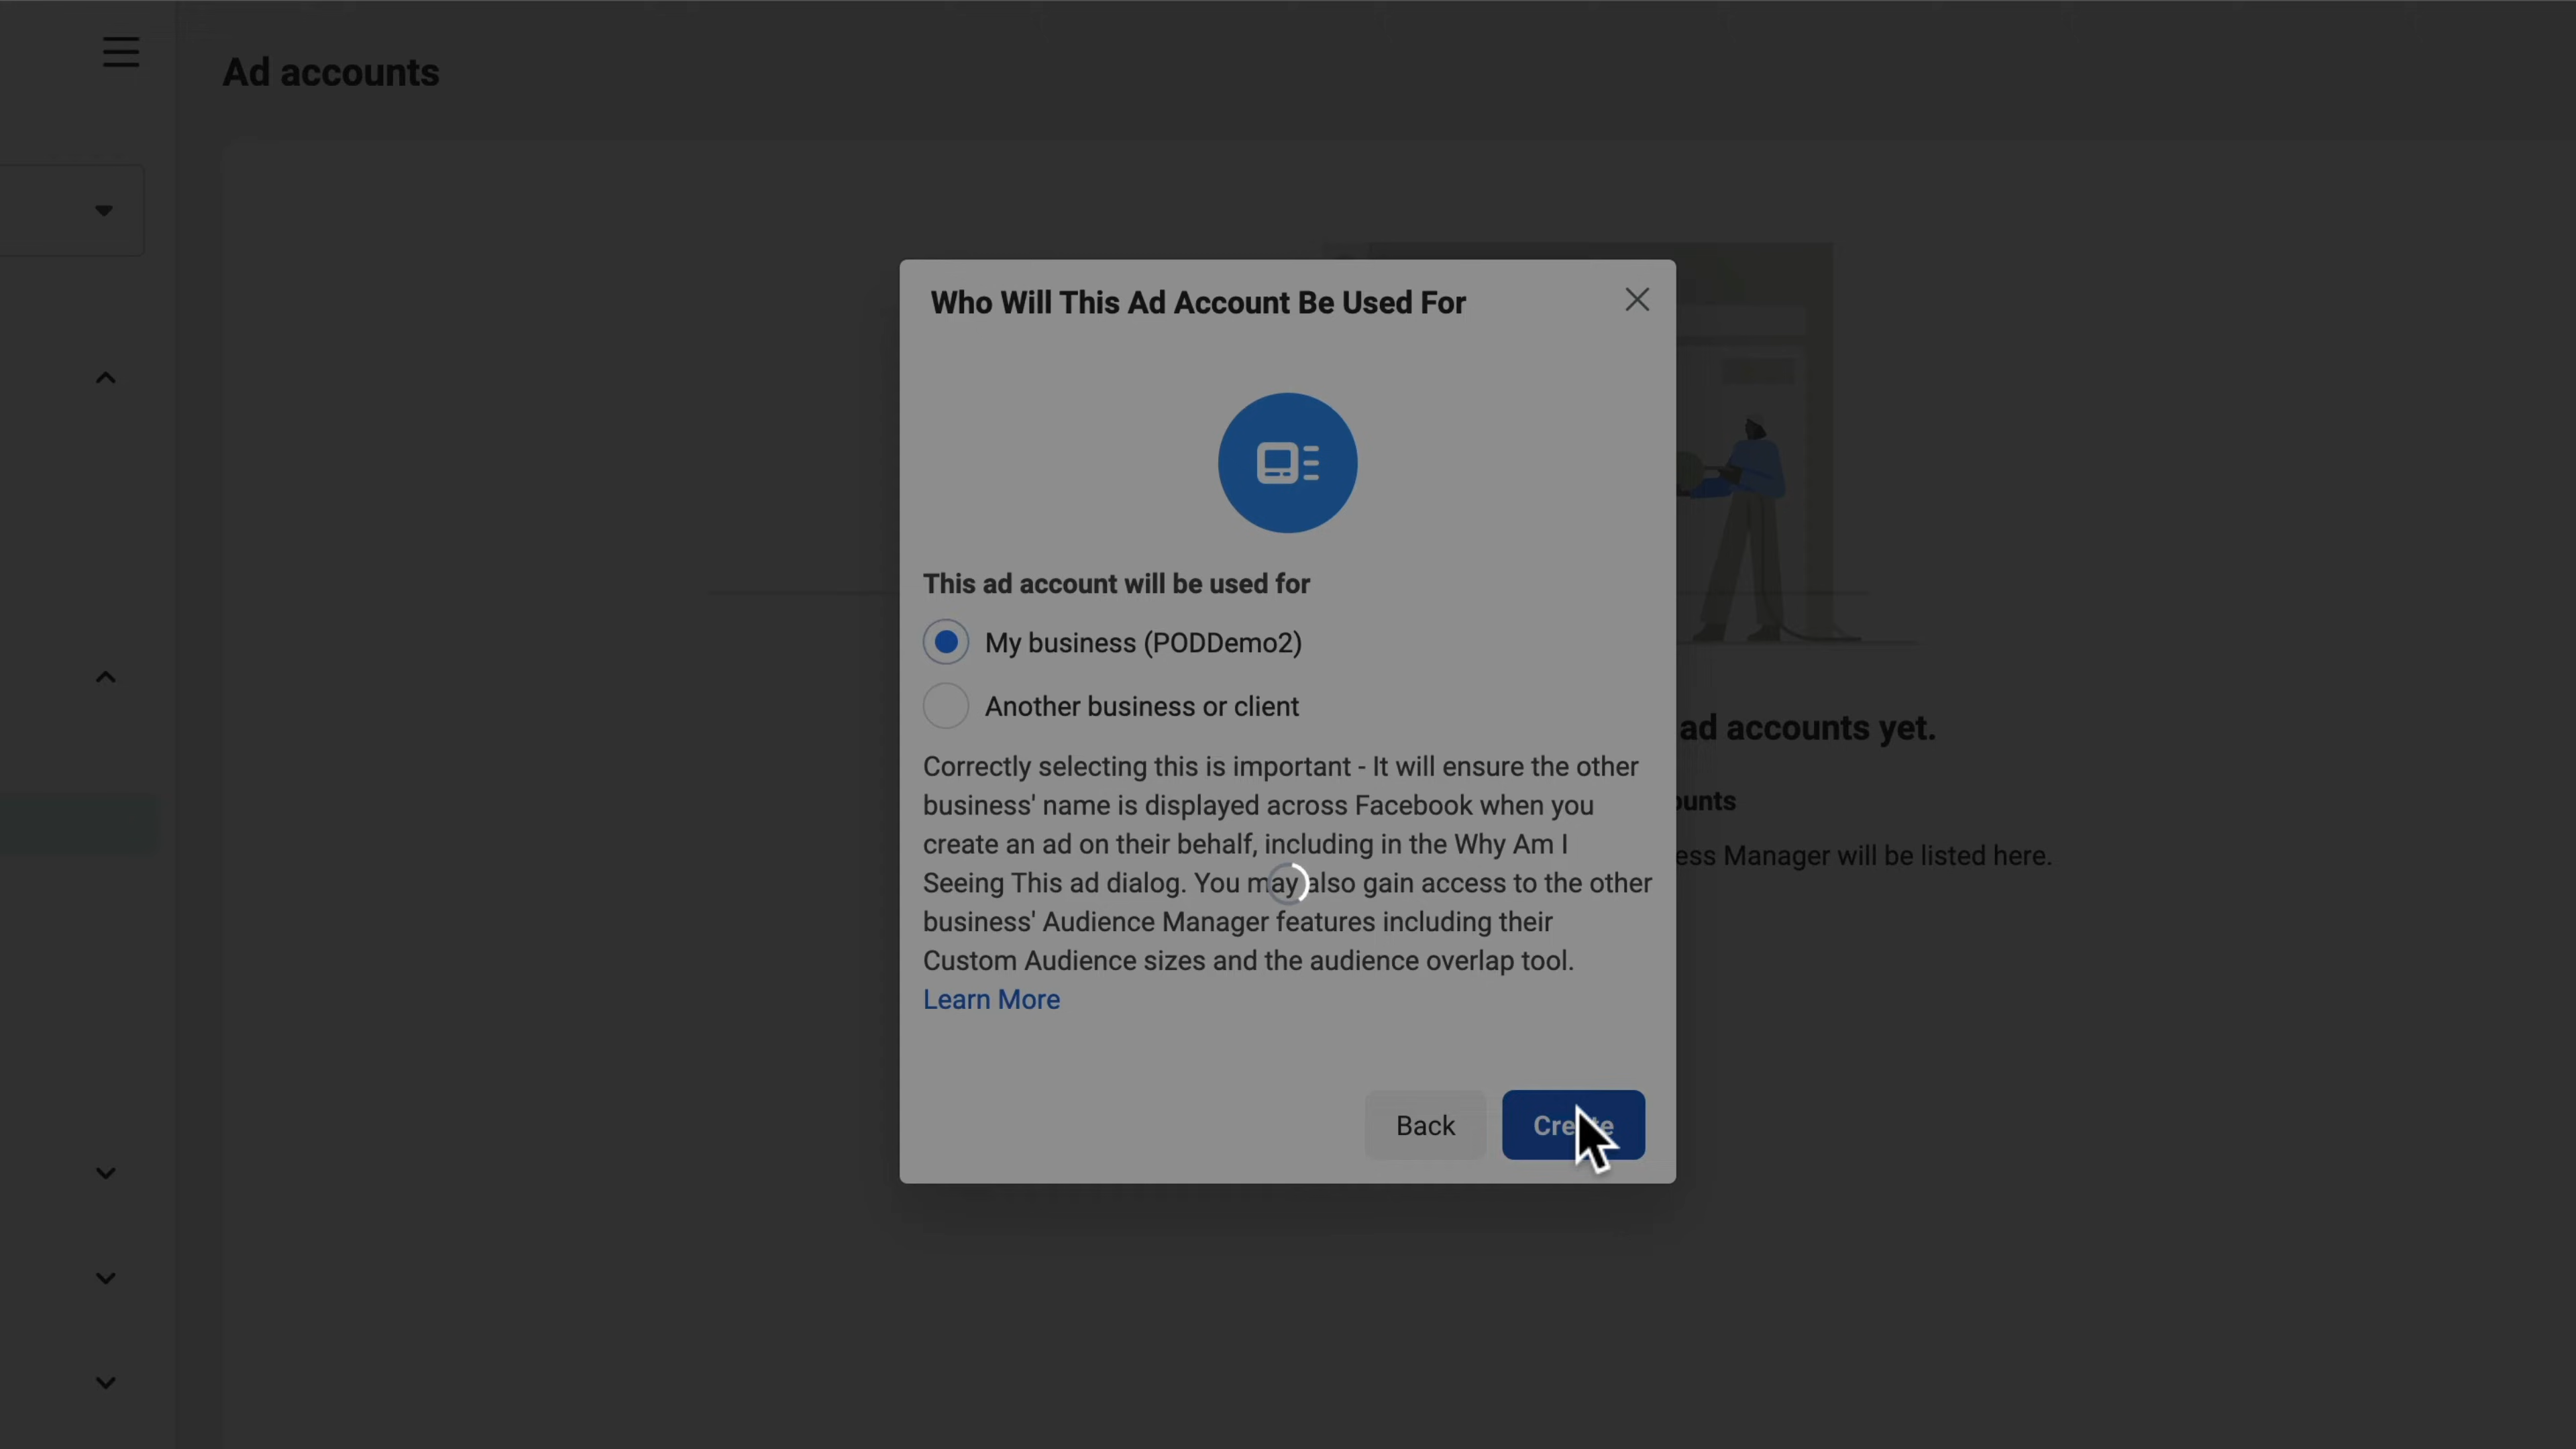 Ad accounts
Who Will This Ad Account Be Used For
This ad account will be used for
My business (PODDemo2)
Another business or client
Correctly selecting this is important - It will ensure the other
business' name is displayed across Facebook when you
create an ad on their behalf, including in the Why Am I
Seeing This ad dialog. You may also gain access to the other
business' Audience Manager features including their
Custom Audience sizes and the audience overlap tool.
Learn More
Back
Create
ad accounts yet.
Manager will be listed here.